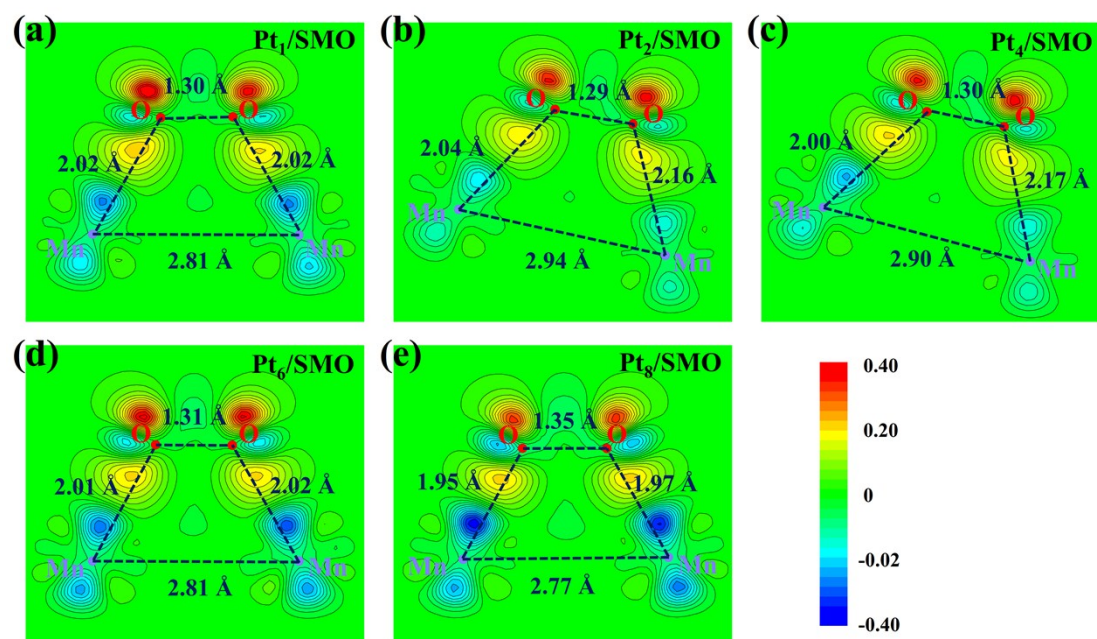 (a)
Pt1/SMO
1.30 Å
O
O
2.02 Å
2.02 Å
Mn
Mn
2.81 Å
(b)
Pt2/SMO
1.29 Å
O
O
2.04 Å
2.16 Å
Mn
Mn
2.94 Å
(c)
Pt4/SMO
1.30 Å
O
O
2.00 Å
2.17 Å
Mn
Mn
2.90 Å
(d)
Pt6/SMO
1.31 Å
O
O
2.01 Å
2.02 Å
Mn
Mn
2.81 Å
(e)
Pt8/SMO
1.35 Å
O
O
1.95 Å
1.97 Å
Mn
Mn
2.77 Å
0.40
0.20
0
-0.02
-0.40